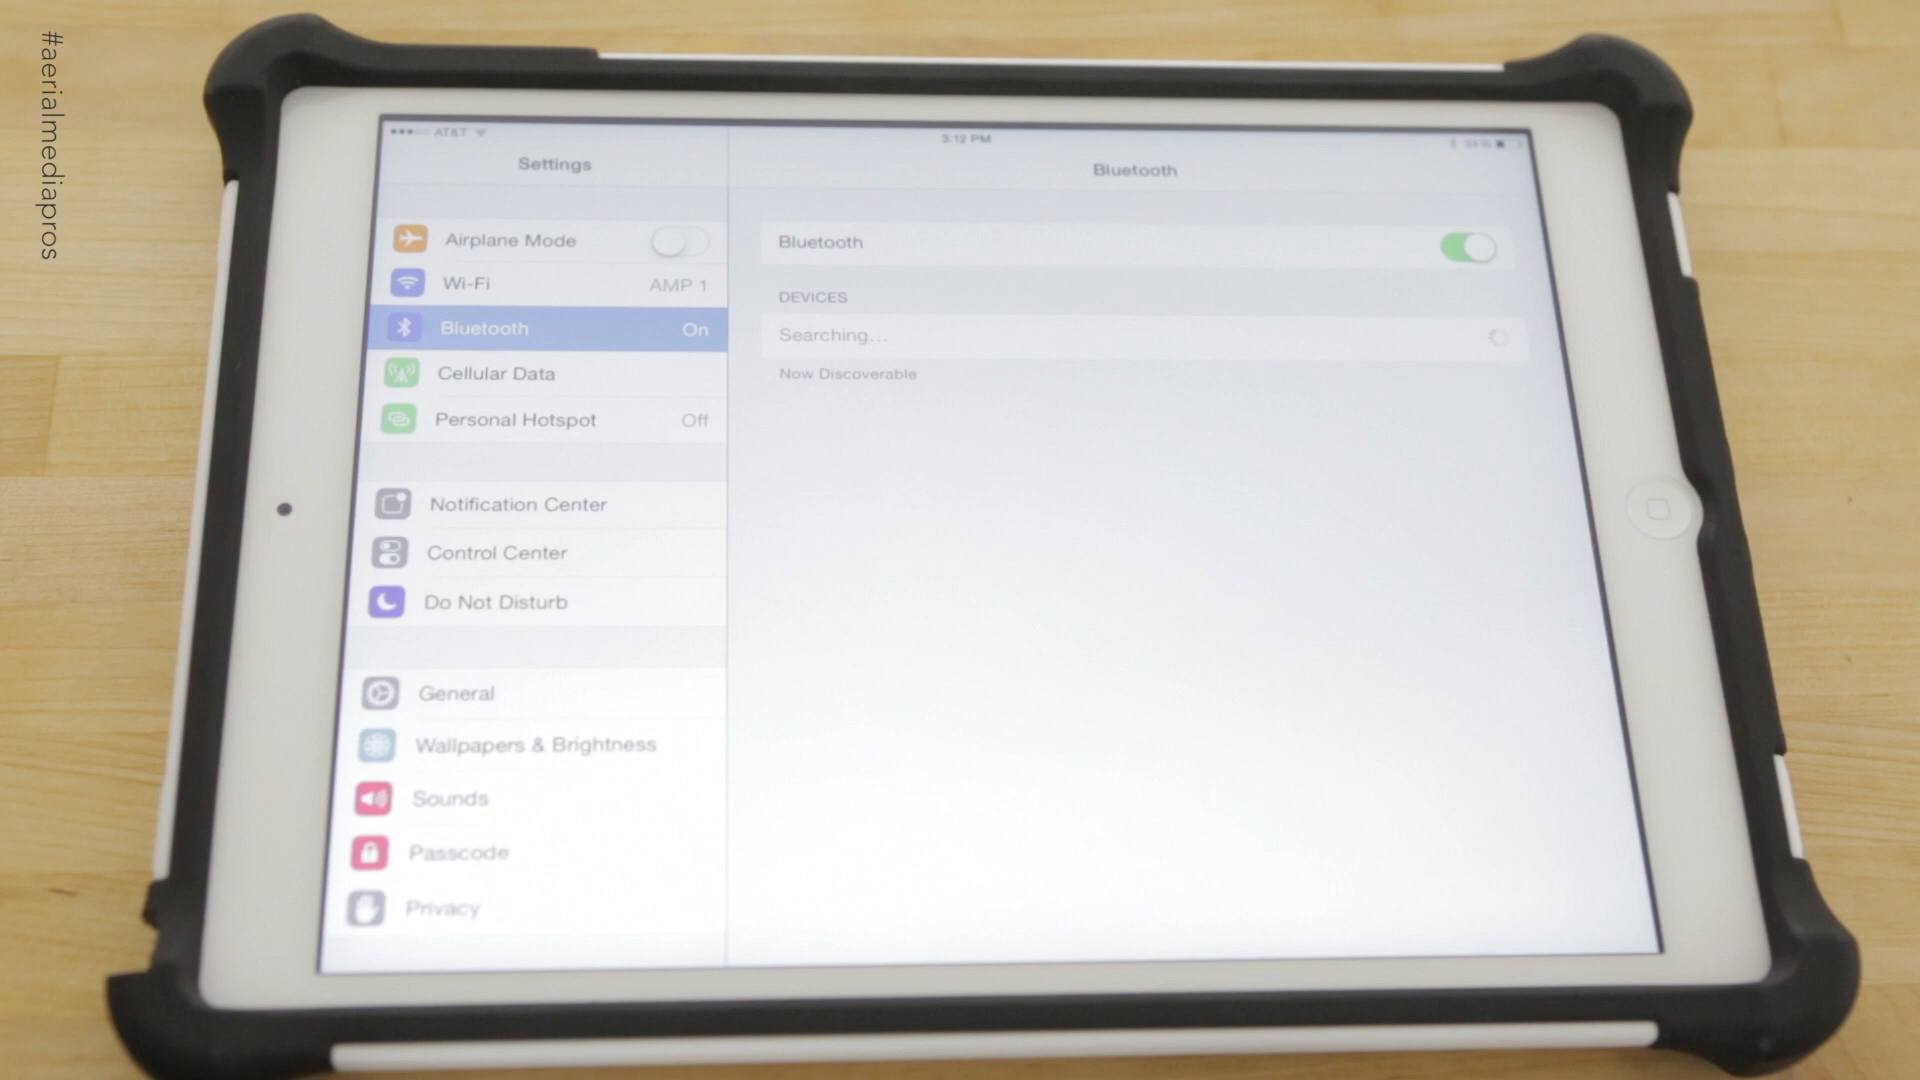 #aerialmediapros
AT&T
3:12 PM
34%
Settings
Airplane Mode
Wi-Fi AMP 1
Bluetooth On
Cellular Data
Personal Hotspot Off
Notification Center
Control Center
Do Not Disturb
General
Wallpapers & Brightness
Sounds
Passcode
Privacy
Bluetooth
Bluetooth
DEVICES
Searching...
Now Discoverable